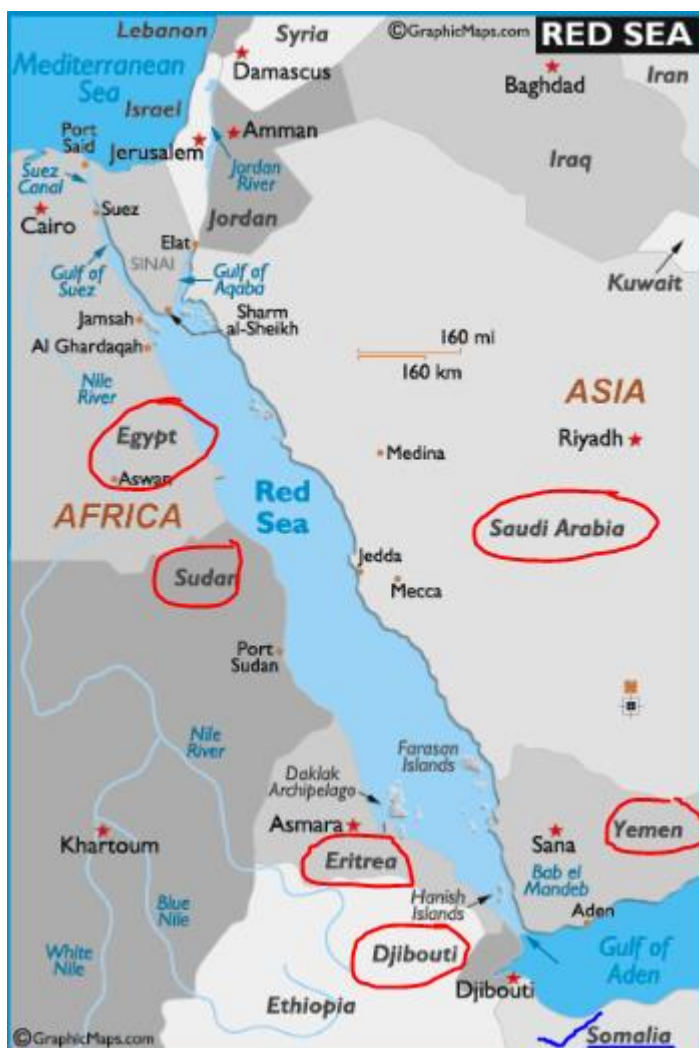 Lebanon
Syria
©GraphicMaps.com
RED SEA
Mediterranean
Sea
Damascus
Baghdad
Iran
Israel
Port
Said
Amman
Jerusalem
Iraq
Suez
Canal
Jordan
River
Cairo
Suez
Jordan
Elat
SINAI
Gulf of
Suez
Gulf of
Aqaba
Kuwait
Jamsah
Sharm
al-Sheikh
Al Ghardaqah
160 mi
160 km
Nile
River
ASIA
Egypt
Medina
Riyadh
Aswan
Red
Sea
AFRICA
Saudi Arabia
Jedda
Sudan
Mecca
Port
Sudan
Nile
River
Farasan
Islands
Daklak
Archipelago
Khartoum
Asmara
Sana
Yemen
Eritrea
Bab el
Mandeb
Hanish
Islands
Blue
Nile
Aden
White
Nile
Djibouti
Gulf of
Aden
Djibouti
Ethiopia
Somalia
©GraphicMaps.com